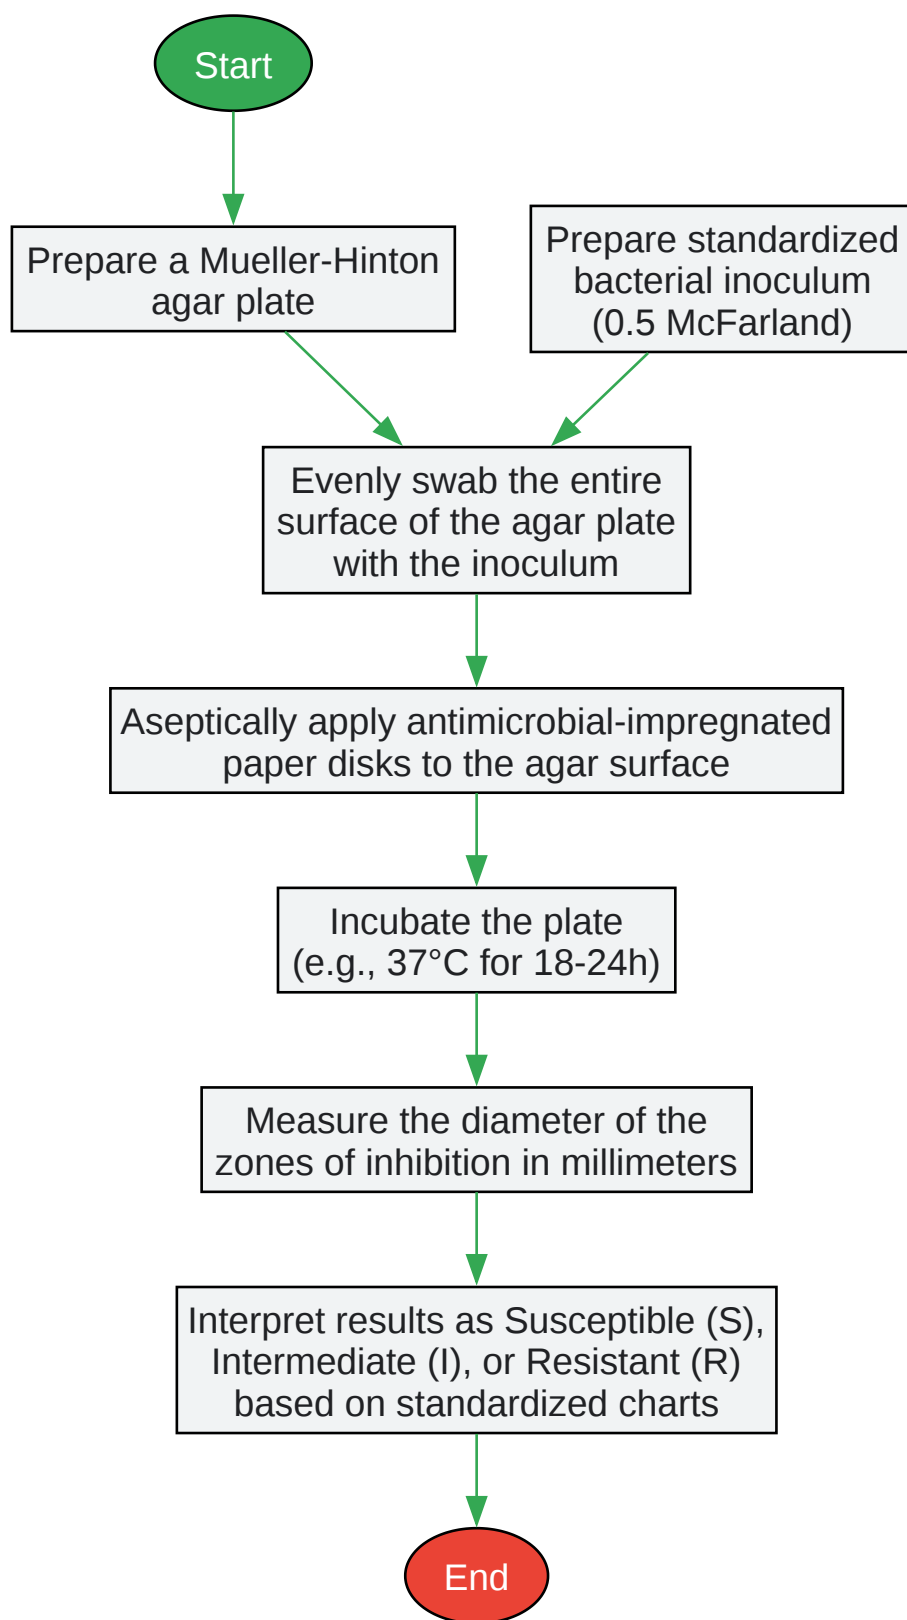 Start
Prepare a Mueller-Hinton
agar plate
Prepare standardized
bacterial inoculum
(0.5 McFarland)
Evenly swab the entire
surface of the agar plate
with the inoculum
Aseptically apply antimicrobial-impregnated
paper disks to the agar surface
Incubate the plate
(e.g., 37°C for 18-24h)
Measure the diameter of the
zones of inhibition in millimeters
Interpret results as Susceptible (S),
Intermediate (I), or Resistant (R)
based on standardized charts
End